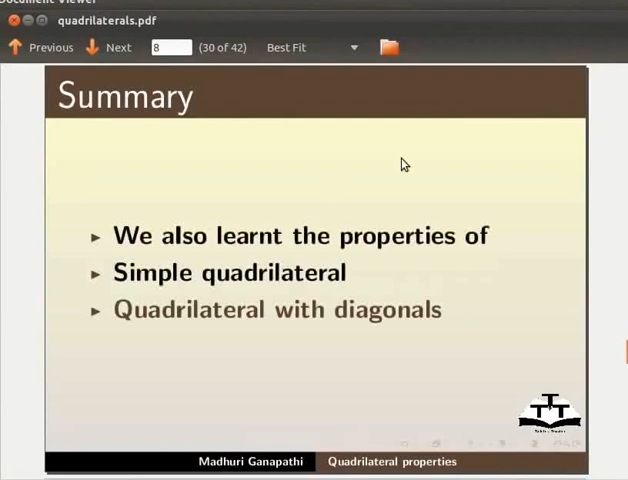 Document Viewer
quadrilaterals.pdf
Previous Next 8 (30 of 42) Best Fit
Summary
We also learnt the properties of
Simple quadrilateral
Quadrilateral with diagonals
Madhuri Ganapathi Quadrilateral properties